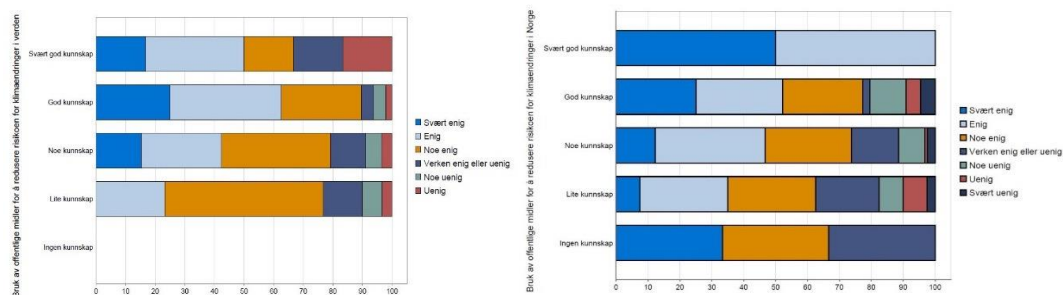 Bruk av offentlige midler for å redusere risikoen for klimaendringer i verden
Svært god kunnskap
God kunnskap
Noe kunnskap
Lite kunnskap
Ingen kunnskap
0 10 20 30 40 50 60 70 80 90 100
Svært enig
Enig
Noe enig
Verken enig eller uenig
Noe uenig
Uenig
Bruk av offentlige midler for å redusere risikoen for klimaendringer i Norge
Svært god kunnskap
God kunnskap
Noe kunnskap
Lite kunnskap
Ingen kunnskap
0 10 20 30 40 50 60 70 80 90 100
Svært enig
Enig
Noe enig
Verken enig eller uenig
Noe uenig
Uenig
Svært uenig